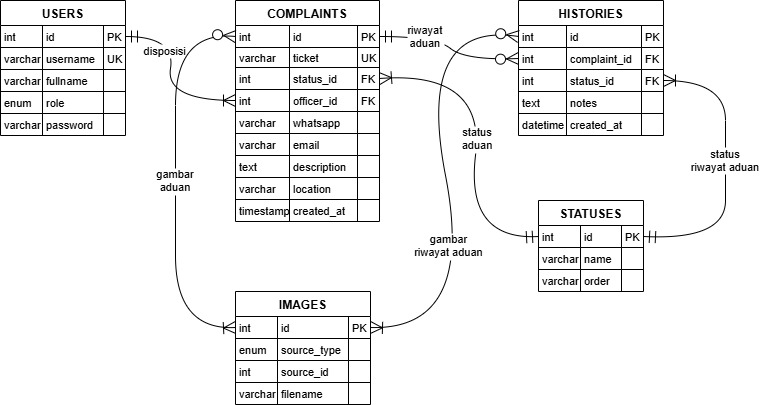 USERS
int id PK
varchar username UK
varchar fullname
enum role
varchar password
disposisi
COMPLAINTS
int id PK
varchar ticket UK
int status_id FK
int officer_id FK
varchar whatsapp
varchar email
text description
varchar location
timestamp created_at
riwayat
aduan
HISTORIES
int id PK
int complaint_id FK
int status_id FK
text notes
datetime created_at
status
aduan
status
riwayat aduan
gambar
aduan
gambar
riwayat aduan
STATUSES
int id PK
varchar name
varchar order
IMAGES
int id PK
enum source_type
int source_id
varchar filename